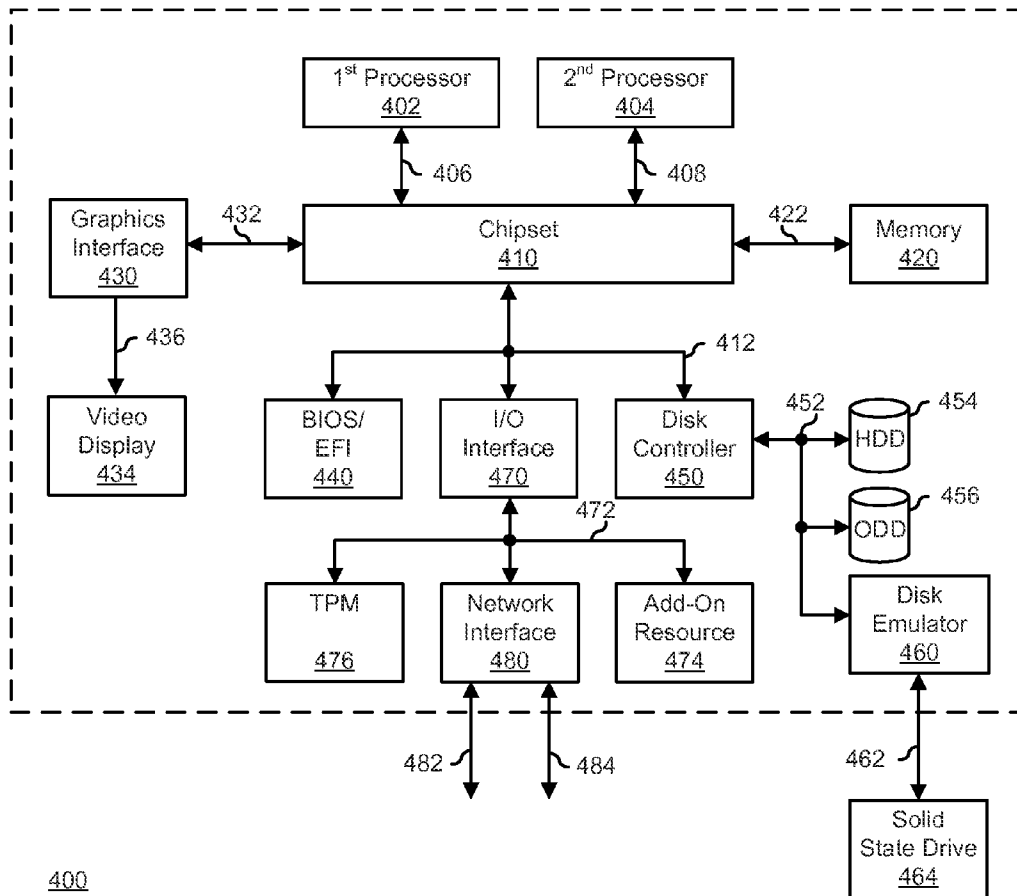 1st Processor
402
2nd Processor
404
406
408
Graphics
Interface
430
432
Chipset
410
422
Memory
420
436
412
Video
Display
434
BIOS/
EFI
440
I/O
Interface
470
Disk
Controller
450
452
HDD
454
ODD
456
472
TPM
476
Network
Interface
480
Add-On
Resource
474
Disk
Emulator
460
482
484
462
Solid
State Drive
464
400